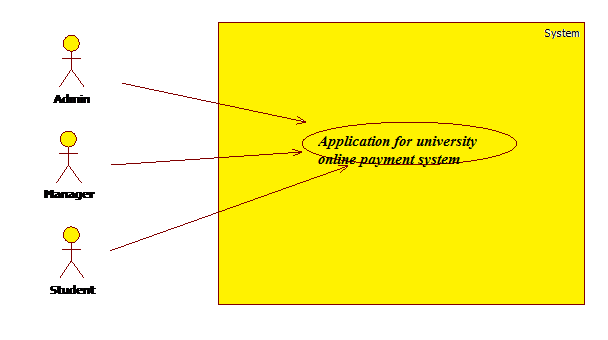 System
Admin
Application for university
online payment system
Manager
Student